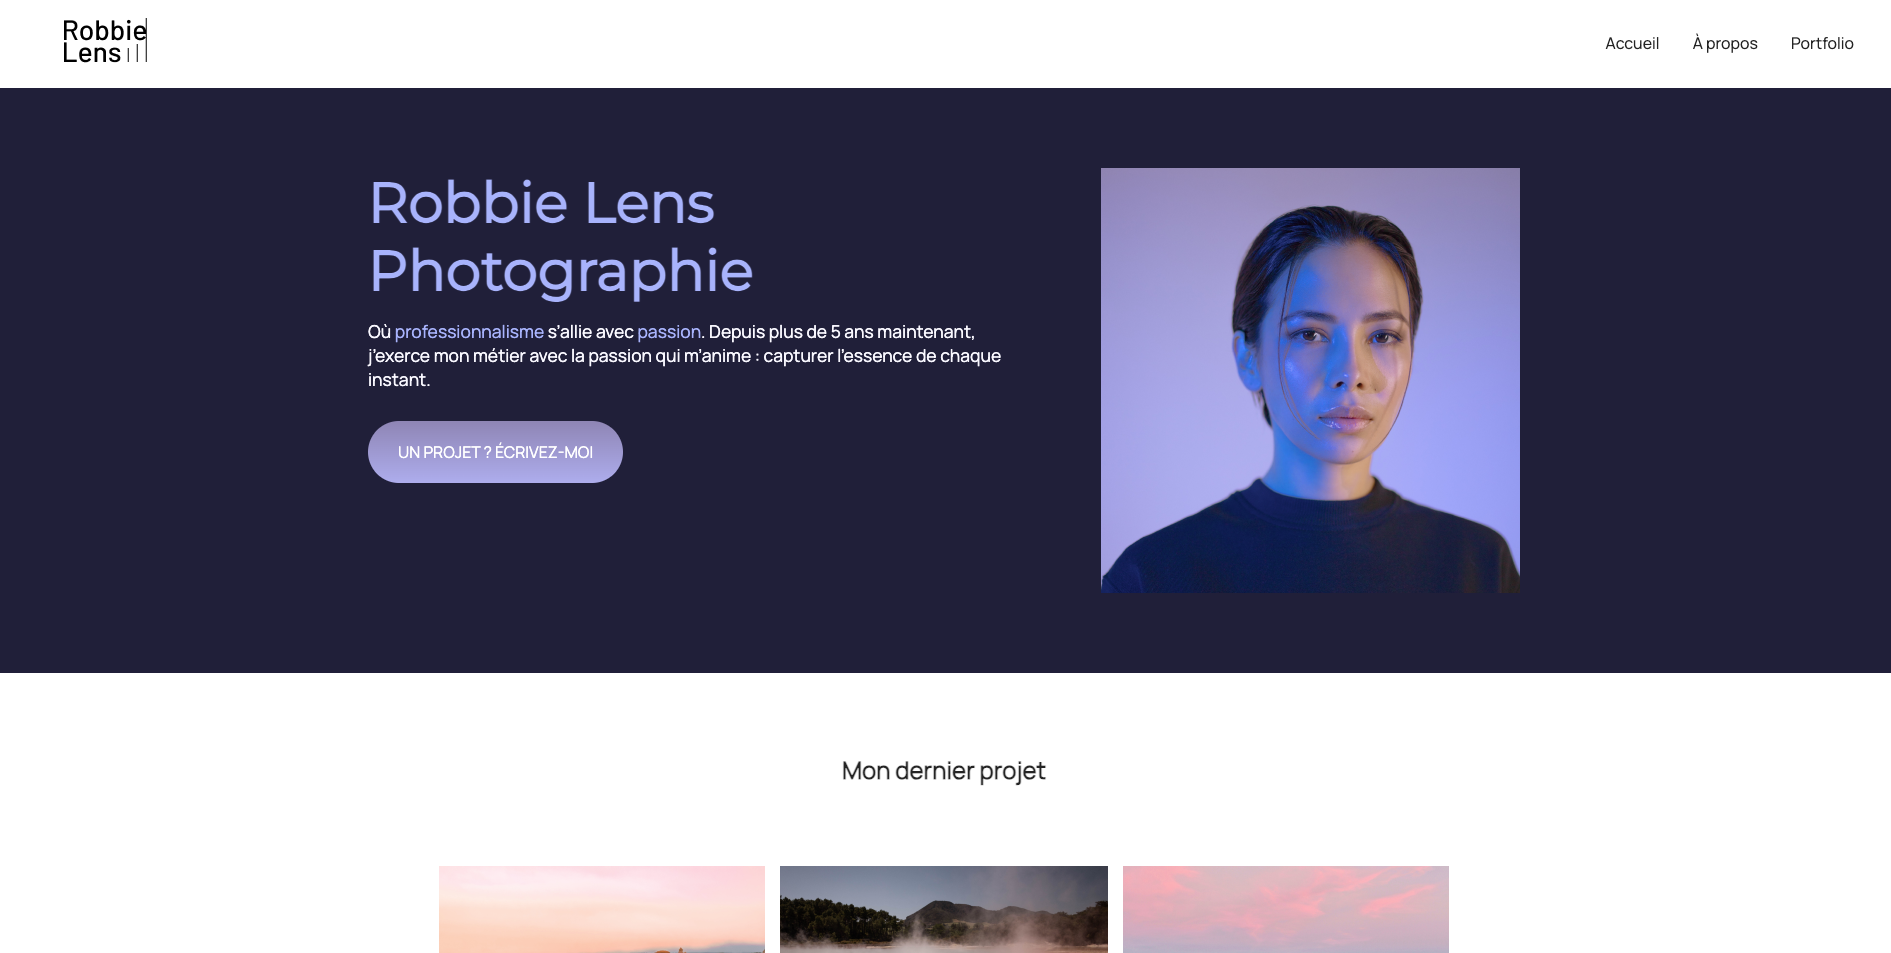 Robbie
Lens
Accueil
À propos
Portfolio
Robbie Lens
Photographie
Où professionnalisme s'allie avec passion. Depuis plus de 5 ans maintenant,
j'exerce mon métier avec la passion qui m'anime : capturer l'essence de chaque
instant.
UN PROJET ? ÉCRIVEZ-MOI
Mon dernier projet